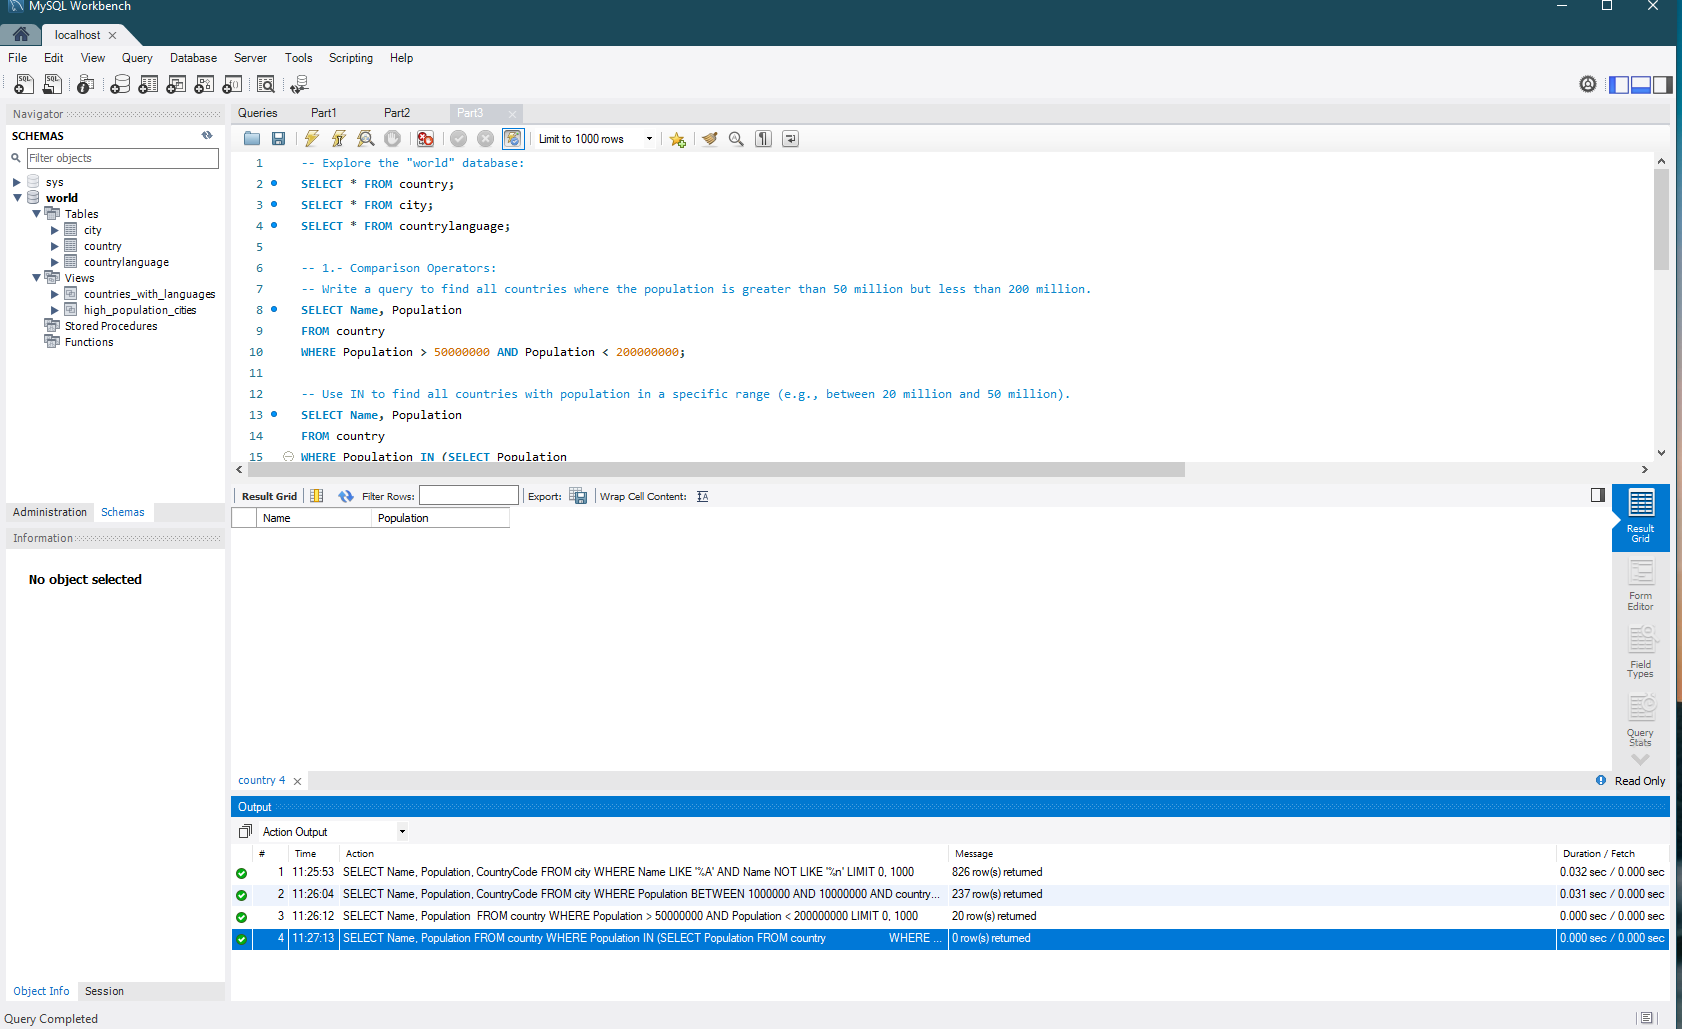 MySQL Workbench
localhost
File Edit View Query Database Server Tools Scripting Help
Navigator
SCHEMAS
Filter objects
sys
world
Tables
city
country
countrylanguage
Views
countries_with_languages
high_population_cities
Stored Procedures
Functions
Administration Schemas
Information
No object selected
Object Info Session
Queries Part1 Part2 Part3
Limit to 1000 rows
1 -- Explore the "world" database:
2 SELECT * FROM country;
3 SELECT * FROM city;
4 SELECT * FROM countrylanguage;
5
6 -- 1.- Comparison Operators:
7 -- Write a query to find all countries where the population is greater than 50 million but less than 200 million.
8 SELECT Name, Population
9 FROM country
10 WHERE Population > 50000000 AND Population < 200000000;
11
12 -- Use IN to find all countries with population in a specific range (e.g., between 20 million and 50 million).
13 SELECT Name, Population
14 FROM country
15 WHERE Population IN (SELECT Population
Result Grid Filter Rows: Export: Wrap Cell Content:
Name Population
Result Grid
Form Editor
Field Types
Query Stats
country 4 Read Only
Output
Action Output
# Time Action Message Duration / Fetch
1 11:25:53 SELECT Name, Population, CountryCode FROM city WHERE Name LIKE '%A' AND Name NOT LIKE '%n' LIMIT 0, 1000 826 row(s) returned 0.032 sec / 0.000 sec
2 11:26:04 SELECT Name, Population, CountryCode FROM city WHERE Population BETWEEN 1000000 AND 10000000 AND country... 237 row(s) returned 0.031 sec / 0.000 sec
3 11:26:12 SELECT Name, Population FROM country WHERE Population > 50000000 AND Population < 200000000 LIMIT 0, 1000 20 row(s) returned 0.000 sec / 0.000 sec
4 11:27:13 SELECT Name, Population FROM country WHERE Population IN (SELECT Population FROM country WHERE ... 0 row(s) returned 0.000 sec / 0.000 sec
Query Completed